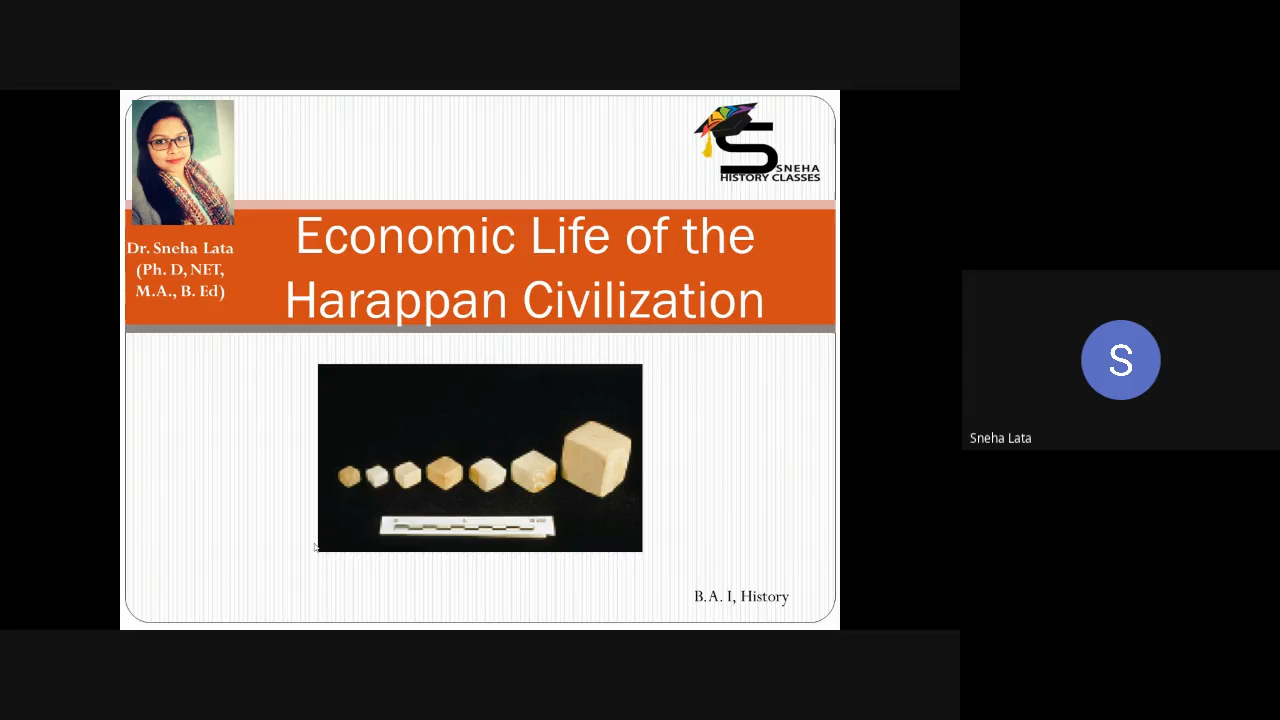 SNEHA
HISTORY CLASSES
Economic Life of the
Harappan Civilization
Dr. Sneha Lata
(Ph. D, NET,
M.A., B. Ed)
B.A. I, History
S
Sneha Lata